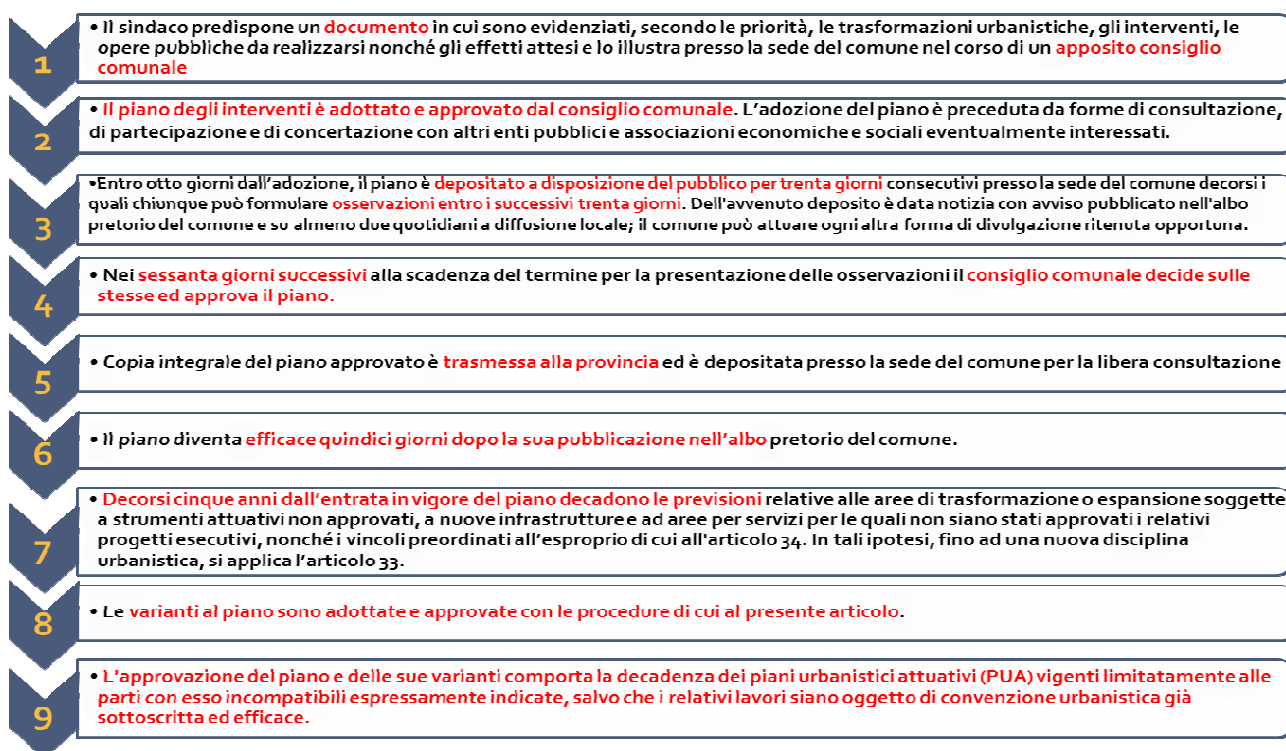 1
• Il sindaco predispone un documento in cui sono evidenziati, secondo le priorità, le trasformazioni urbanistiche, gli interventi, le
opere pubbliche da realizzarsi nonché gli effetti attesi e lo illustra presso la sede del comune nel corso di un apposito consiglio
comunale
2
• Il piano degli interventi è adottato e approvato dal consiglio comunale. L'adozione del piano è preceduta da forme di consultazione,
di partecipazione e di concertazione con altri enti pubblici e associazioni economiche e sociali eventualmente interessati.
3
•Entro otto giorni dall'adozione, il piano è depositato a disposizione del pubblico per trenta giorni consecutivi presso la sede del comune decorsi i
quali chiunque può formulare osservazioni entro i successivi trenta giorni. Dell'avvenuto deposito è data notizia con avviso pubblicato nell'albo
pretorio del comune e su almeno due quotidiani a diffusione locale; il comune può attuare ogni altra forma di divulgazione ritenuta opportuna.
4
• Nei sessanta giorni successivi alla scadenza del termine per la presentazione delle osservazioni il consiglio comunale decide sulle
stesse ed approva il piano.
5
• Copia integrale del piano approvato è trasmessa alla provincia ed è depositata presso la sede del comune per la libera consultazione
6
• Il piano diventa efficace quindici giorni dopo la sua pubblicazione nell'albo pretorio del comune.
7
• Decorsi cinque anni dall'entrata in vigore del piano decadono le previsioni relative alle aree di trasformazione o espansione soggette
a strumenti attuativi non approvati, a nuove infrastrutture e ad aree per servizi per le quali non siano stati approvati i relativi
progetti esecutivi, nonché i vincoli preordinati all'esproprio di cui all'articolo 34. In tali ipotesi, fino ad una nuova disciplina
urbanistica, si applica l'articolo 33.
8
• Le varianti al piano sono adottate e approvate con le procedure di cui al presente articolo.
9
• L'approvazione del piano e delle sue varianti comporta la decadenza dei piani urbanistici attuativi (PUA) vigenti limitatamente alle
parti con esso incompatibili espressamente indicate, salvo che i relativi lavori siano oggetto di convenzione urbanistica già
sottoscritta ed efficace.